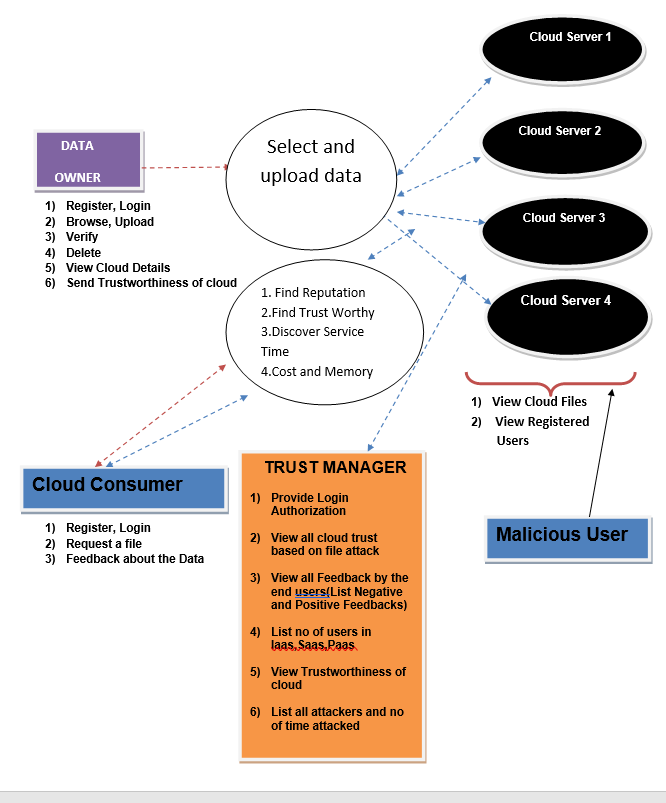 Cloud Server 1
Cloud Server 2
Cloud Server 3
Cloud Server 4
Select and
upload data
DATA
OWNER
1) Register, Login
2) Browse, Upload
3) Verify
4) Delete
5) View Cloud Details
6) Send Trustworthiness of cloud
1. Find Reputation
2.Find Trust Worthy
3.Discover Service
Time
4.Cost and Memory
1) View Cloud Files
2) View Registered
Users
Cloud Consumer
1) Register, Login
2) Request a file
3) Feedback about the Data
TRUST MANAGER
1) Provide Login
Authorization
2) View all cloud trust
based on file attack
3) View all Feedback by the
end users(List Negative
and Positive Feedbacks)
4) List no of users in
Iaas,Saas,Paas
5) View Trustworthiness of
cloud
6) List all attackers and no
of time attacked
Malicious User